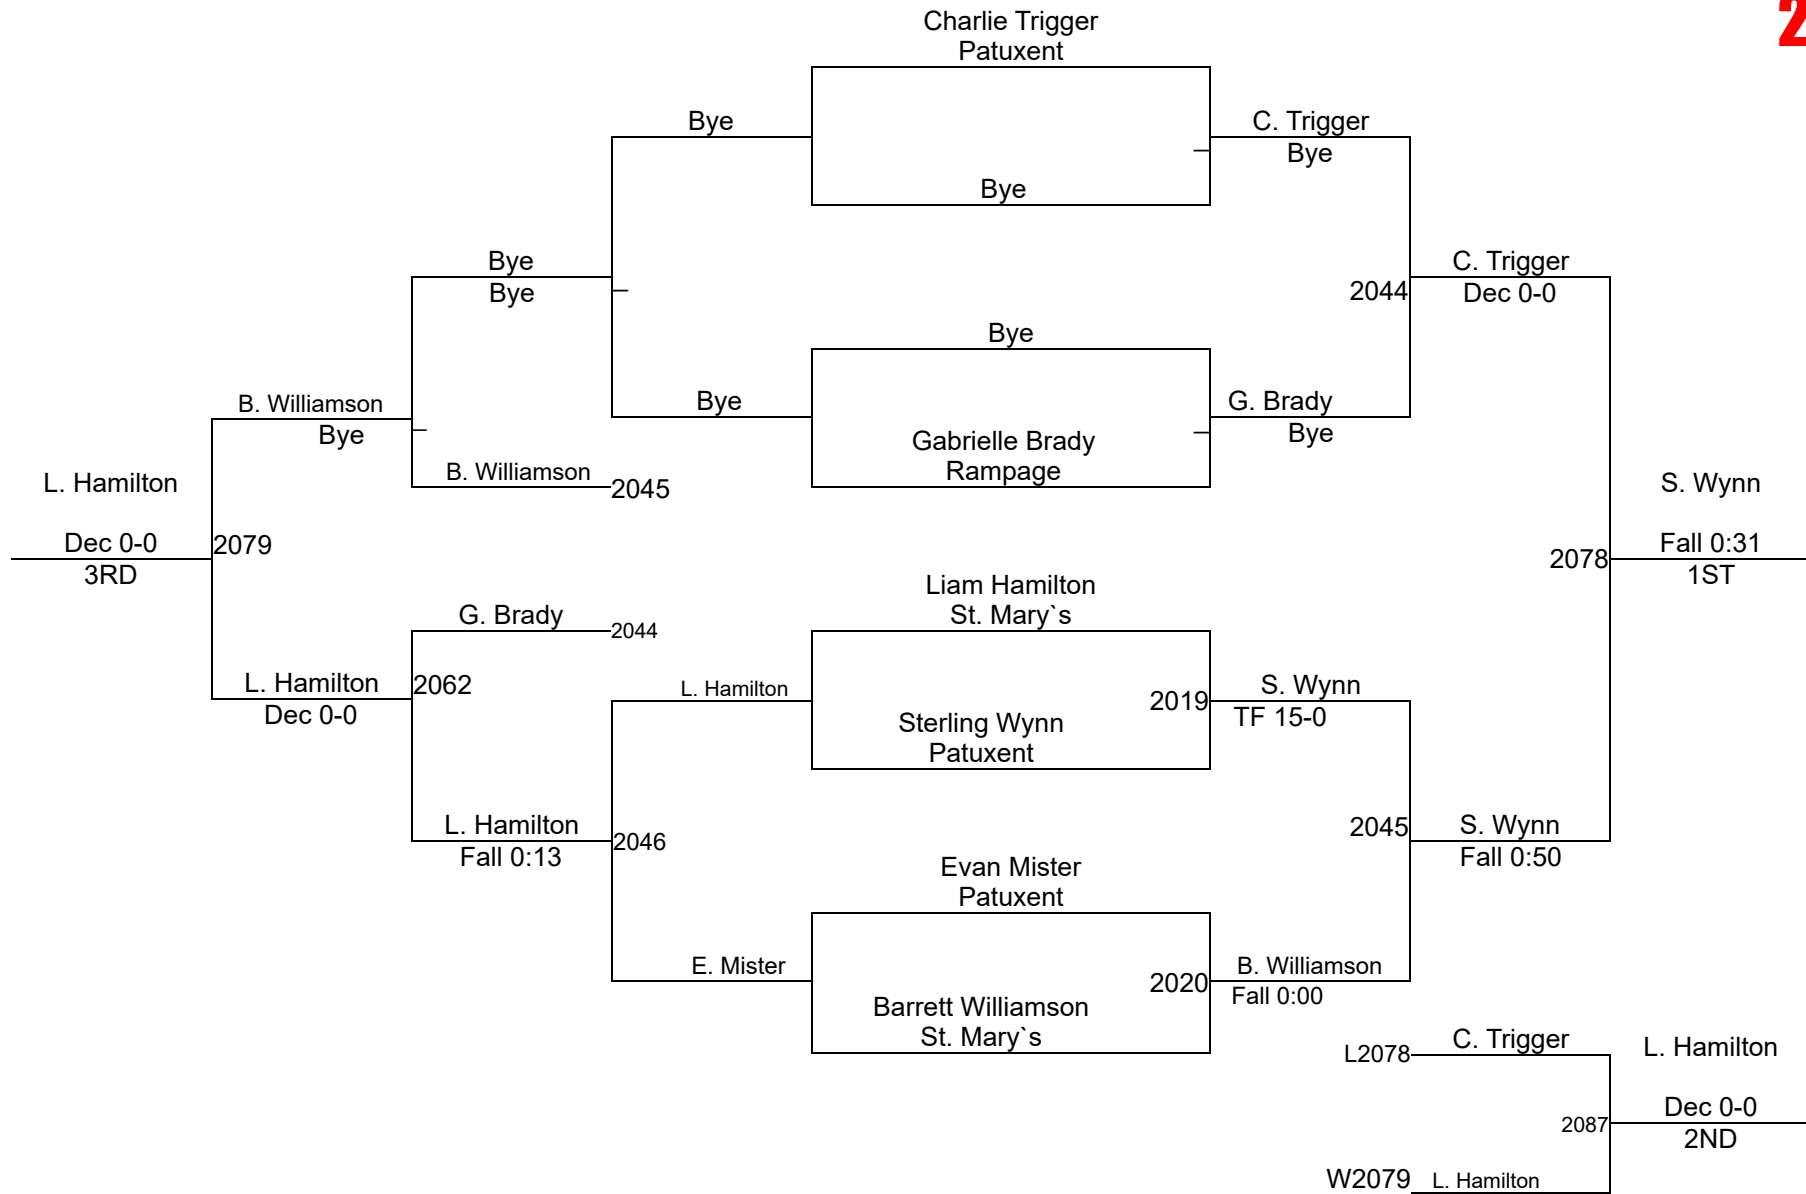 2
Charlie Trigger
Patuxent
Bye
C. Trigger
Bye
Bye
Bye
Bye
C. Trigger
Dec 0-0
2044
Bye
Bye
G. Brady
Bye
B. Williamson
Bye
Gabrielle Brady
Rampage
B. Williamson
2045
L. Hamilton
Dec 0-0
3RD
2079
S. Wynn
Fall 0:31
1ST
2078
Liam Hamilton
St. Mary`s
G. Brady
2044
L. Hamilton
Dec 0-0
2062
L. Hamilton
2019
S. Wynn
TF 15-0
Sterling Wynn
Patuxent
L. Hamilton
Fall 0:13
2046
2045
S. Wynn
Fall 0:50
Evan Mister
Patuxent
E. Mister
2020
B. Williamson
Fall 0:00
Barrett Williamson
St. Mary`s
L2078
C. Trigger
L. Hamilton
Dec 0-0
2ND
2087
W2079
L. Hamilton